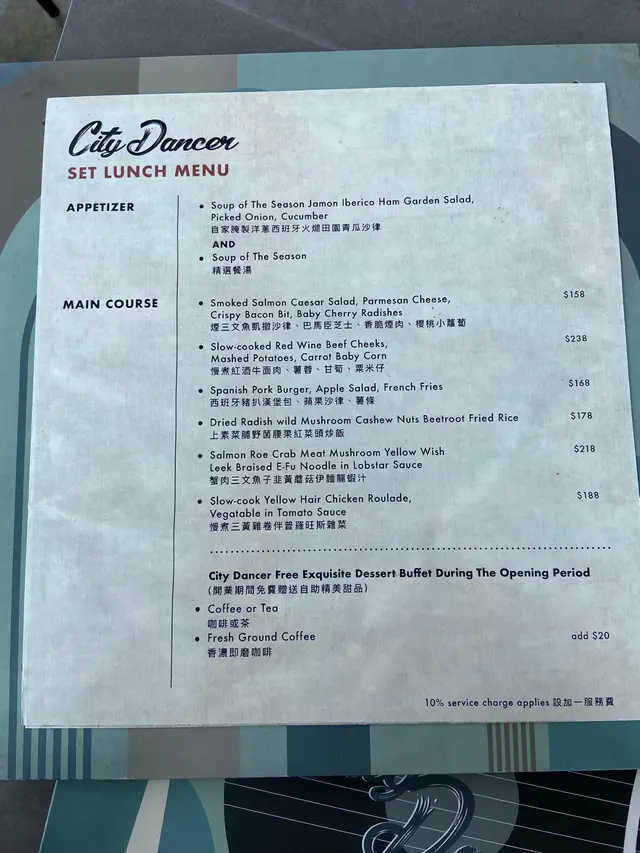 City Dancer
SET LUNCH MENU
APPETIZER
• Soup of The Season Jamon Iberico Ham Garden Salad,
Picked Onion, Cucumber
自家腌製洋蔥西班牙火腿田園青瓜沙律
AND
• Soup of The Season
精選餐湯
MAIN COURSE
• Smoked Salmon Caesar Salad, Parmesan Cheese, $158
Crispy Bacon Bit, Baby Cherry Radishes
煙三文魚凱撒沙律、巴馬臣芝士、香脆煙肉、櫻桃小蘿蔔
• Slow-cooked Red Wine Beef Cheeks, $238
Mashed Potatoes, Carrot Baby Corn
慢煮紅酒牛面肉、薯蓉、甘筍、粟米仔
• Spanish Pork Burger, Apple Salad, French Fries $168
西班牙豬扒漢堡包、蘋果沙律、薯條
• Dried Radish wild Mushroom Cashew Nuts Beetroot Fried Rice $178
上素菜脯野菌腰果紅菜頭炒飯
• Salmon Roe Crab Meat Mushroom Yellow Wish $218
Leek Braised E-Fu Noodle in Lobstar Sauce
蟹肉三文魚子韭黃蘑菇伊麵龍蝦汁
• Slow-cook Yellow Hair Chicken Roulade, $188
Vegatable in Tomato Sauce
慢煮三黃雞卷伴普羅旺斯雜菜
City Dancer Free Exquisite Dessert Buffet During The Opening Period
(開業期間免費贈送自助精美甜品)
• Coffee or Tea
咖啡或茶
• Fresh Ground Coffee add $20
香濃即磨咖啡
10% service charge applies 設加一服務費